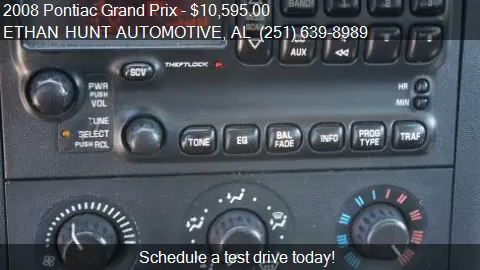 2008 Pontiac Grand Prix - $10,595.00
ETHAN HUNT AUTOMOTIVE, AL (251) 639-8989
AUX
SCV
THEFTLOCK
PWR
PUSH
VOL
HR
MIN
TUNE
SELECT
PUSH RCL
TONE
EQ
BAL
FADE
INFO
PROG
TYPE
TRAF
Schedule a test drive today!